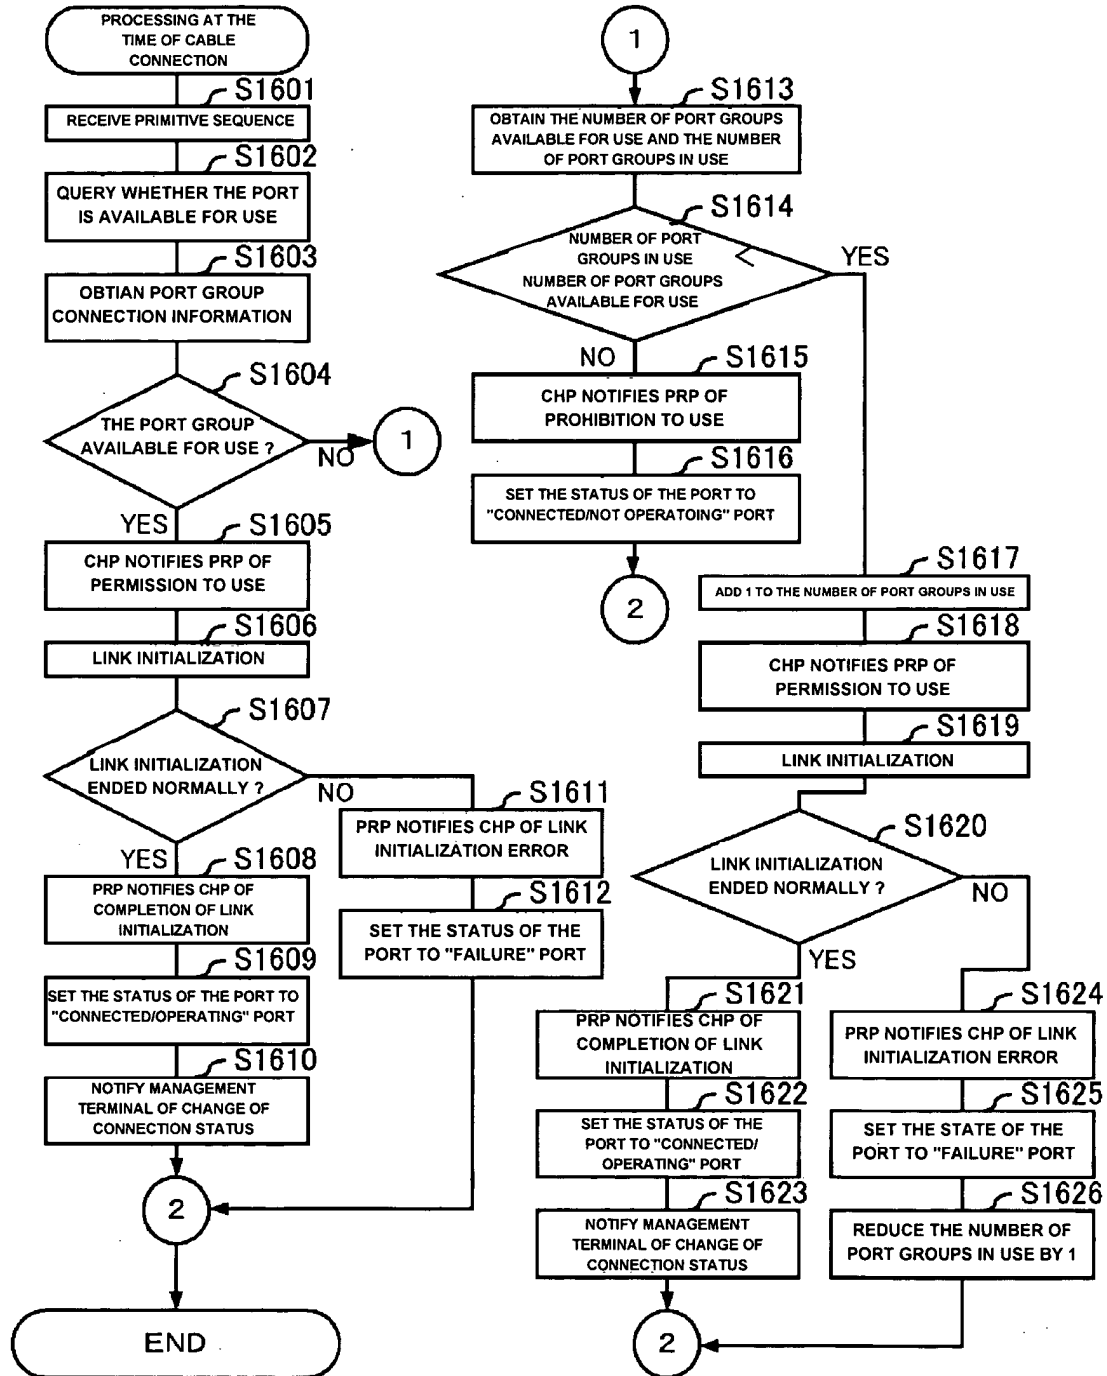 PROCESSING AT THE
TIME OF CABLE
CONNECTION
S1601
RECEIVE PRIMITIVE SEQUENCE
S1602
QUERY WHETHER THE PORT
IS AVAILABLE FOR USE
S1603
OBTIAN PORT GROUP
CONNECTION INFORMATION
S1604
THE PORT GROUP
AVAILABLE FOR USE ?
NO
1
YES
S1605
CHP NOTIFIES PRP OF
PERMISSION TO USE
S1606
LINK INITIALIZATION
S1607
LINK INITIALIZATION
ENDED NORMALLY ?
NO
YES
S1608
PRP NOTIFIES CHP OF
COMPLETION OF LINK
INITIALIZATION
S1609
SET THE STATUS OF THE PORT TO
"CONNECTED/OPERATING" PORT
S1610
NOTIFY MANAGEMENT
TERMINAL OF CHANGE OF
CONNECTION STATUS
2
END
S1611
PRP NOTIFIES CHP OF LINK
INITIALIZATION ERROR
S1612
SET THE STATUS OF THE
PORT TO "FAILURE" PORT
1
S1613
OBTAIN THE NUMBER OF PORT GROUPS
AVAILABLE FOR USE AND THE NUMBER
OF PORT GROUPS IN USE
S1614
NUMBER OF PORT
GROUPS IN USE <
NUMBER OF PORT GROUPS
AVAILABLE FOR USE
YES
NO
S1615
CHP NOTIFIES PRP OF
PROHIBITION TO USE
S1616
SET THE STATUS OF THE PORT TO
"CONNECTED/NOT OPERATOING" PORT
2
S1617
ADD 1 TO THE NUMBER OF PORT GROUPS IN USE
S1618
CHP NOTIFIES PRP OF
PERMISSION TO USE
S1619
LINK INITIALIZATION
S1620
LINK INITIALIZATION
ENDED NORMALLY ?
NO
YES
S1621
PRP NOTIFIES CHP OF
COMPLETION OF LINK
INITIALIZATION
S1622
SET THE STATUS OF THE
PORT TO "CONNECTED/
OPERATING" PORT
S1623
NOTIFY MANAGEMENT
TERMINAL OF CHANGE OF
CONNECTION STATUS
2
S1624
PRP NOTIFIES CHP OF LINK
INITIALIZATION ERROR
S1625
SET THE STATE OF THE
PORT TO "FAILURE" PORT
S1626
REDUCE THE NUMBER OF
PORT GROUPS IN USE BY 1